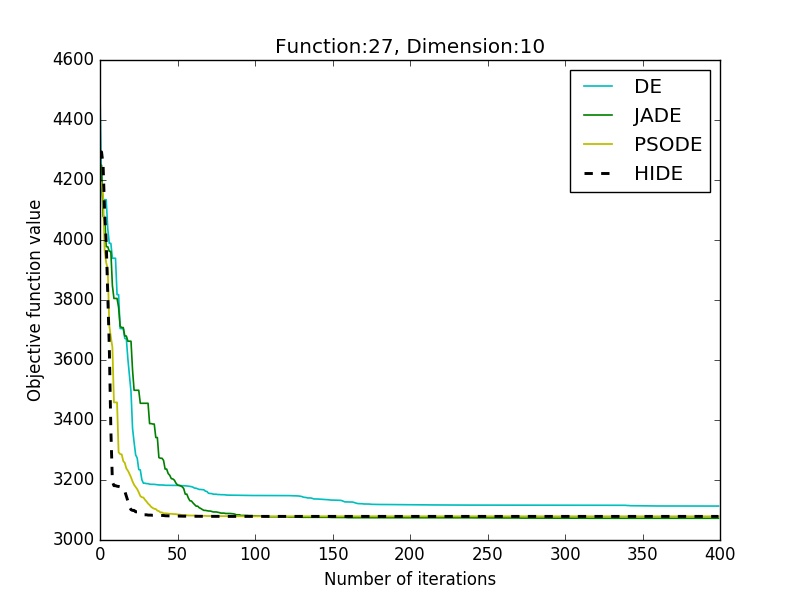 Function:27, Dimension:10
4600
4400
4200
4000
3800
3600
3400
3200
3000
Objective function value
DE
JADE
PSODE
HIDE
0
50
100
150
200
250
300
350
400
Number of iterations